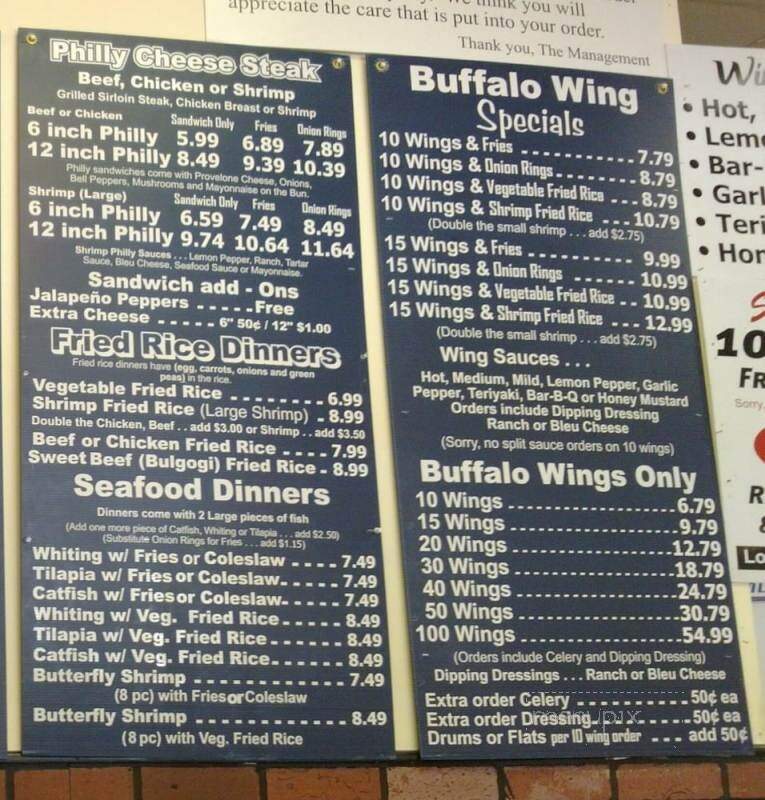 think you will
appreciate the care that is put into your order.
Thank you, The Management
Philly Cheese Steak
Beef, Chicken or Shrimp
Grilled Sirloin Steak, Chicken Breast or Shrimp
Beef or Chicken Sandwich Only Fries Onion Rings
6 inch Philly 5.99 6.89 7.89
12 inch Philly 8.49 9.39 10.39
Philly sandwiches come with Provelone Cheese, Onions,
Bell Peppers, Mushrooms and Mayonnaise on the Bun.
Shrimp (Large) Sandwich Only Fries Onion Rings
6 inch Philly 6.59 7.49 8.49
12 inch Philly 9.74 10.64 11.64
Shrimp Philly Sauces . . . Lemon Pepper, Ranch, Tartar
Sauce, Bleu Cheese, Seafood Sauce or Mayonnaise.
Sandwich add - Ons
Jalapeño Peppers - - - - - Free
Extra Cheese - - - - - 6" 50¢ / 12" $1.00
Fried Rice Dinners
Fried rice dinners have (egg, carrots, onions and green
peas) in the rice.
Vegetable Fried Rice - - - - - - - 6.99
Shrimp Fried Rice (Large Shrimp) - 8.99
Double the Chicken, Beef . . add $3.00 or Shrimp . . add $3.50
Beef or Chicken Fried Rice - - - - 7.99
Sweet Beef (Bulgogi) Fried Rice - 8.99
Seafood Dinners
Dinners come with 2 Large pieces of fish
(Add one more piece of Catfish, Whiting or Tilapia . . . add $2.50)
(Substitute Onion Rings for Fries . . . add $1.15)
Whiting w/ Fries or Coleslaw - - - - 7.49
Tilapia w/ Fries or Coleslaw - - - - 7.49
Catfish w/ Fries or Coleslaw - - - - 7.49
Whiting w/ Veg. Fried Rice - - - - - 8.49
Tilapia w/ Veg. Fried Rice - - - - - 8.49
Catfish w/ Veg. Fried Rice - - - - - 8.49
Butterfly Shrimp - - - - - - - - - - 7.49
(8 pc) with Fries or Coleslaw
Butterfly Shrimp - - - - - - - - - - 8.49
(8 pc) with Veg. Fried Rice
Buffalo Wing
Specials
10 Wings & Fries - - - - - - - - - - 7.79
10 Wings & Onion Rings - - - - - - - 8.79
10 Wings & Vegetable Fried Rice - - - 8.79
10 Wings & Shrimp Fried Rice - - - 10.79
(Double the small shrimp . . . add $2.75)
15 Wings & Fries - - - - - - - - - - 9.99
15 Wings & Onion Rings - - - - - - 10.99
15 Wings & Vegetable Fried Rice - - 10.99
15 Wings & Shrimp Fried Rice - - - 12.99
(Double the small shrimp . . . add $2.75)
Wing Sauces . . .
Hot, Medium, Mild, Lemon Pepper, Garlic
Pepper, Teriyaki, Bar-B-Q or Honey Mustard
Orders include Dipping Dressing
Ranch or Bleu Cheese
(Sorry, no split sauce orders on 10 wings)
Buffalo Wings Only
10 Wings - - - - - - - - - - 6.79
15 Wings - - - - - - - - - - 9.79
20 Wings - - - - - - - - - - 12.79
30 Wings - - - - - - - - - - 18.79
40 Wings - - - - - - - - - - 24.79
50 Wings - - - - - - - - - - 30.79
100 Wings - - - - - - - - - - 54.99
(Orders include Celery and Dipping Dressing)
Dipping Dressings . . . Ranch or Bleu Cheese
Extra order Celery - - - - - - - - 50¢ ea
Extra order Dressing - - - - - - - 50¢ ea
Drums or Flats per 10 wing order - - - add 50¢
• Hot,
• Bar-
10
Sorry,